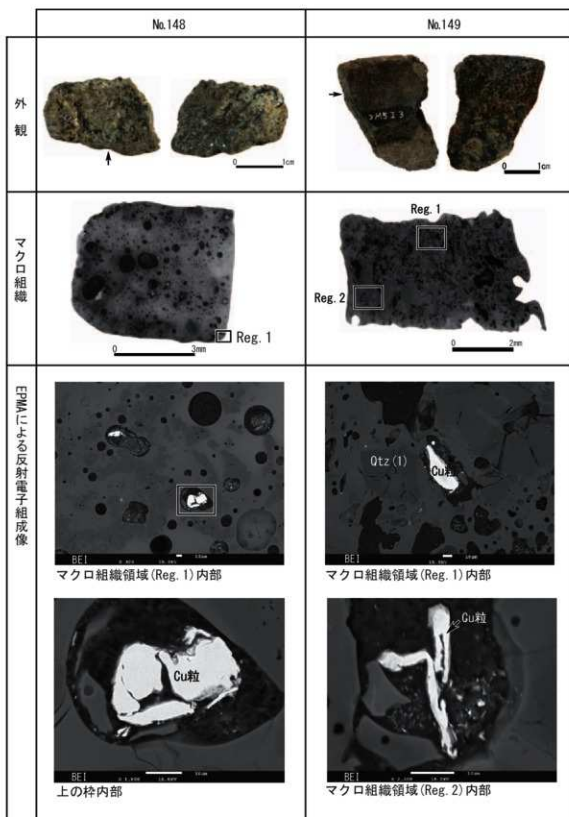 No.148
No.149
外観
1cm
0
JM523
0
1cm
マクロ組織
Reg. 1
0
3mm
Reg. 1
Reg. 2
0
2mm
EPMAによる反射電子組成像
BEI
マクロ組織領域(Reg. 1)内部
Qtz(1)
Cu粒
BEI
マクロ組織領域(Reg. 1)内部
Cu粒
BEI
上の枠内部
Cu粒
BEI
マクロ組織領域(Reg. 2)内部